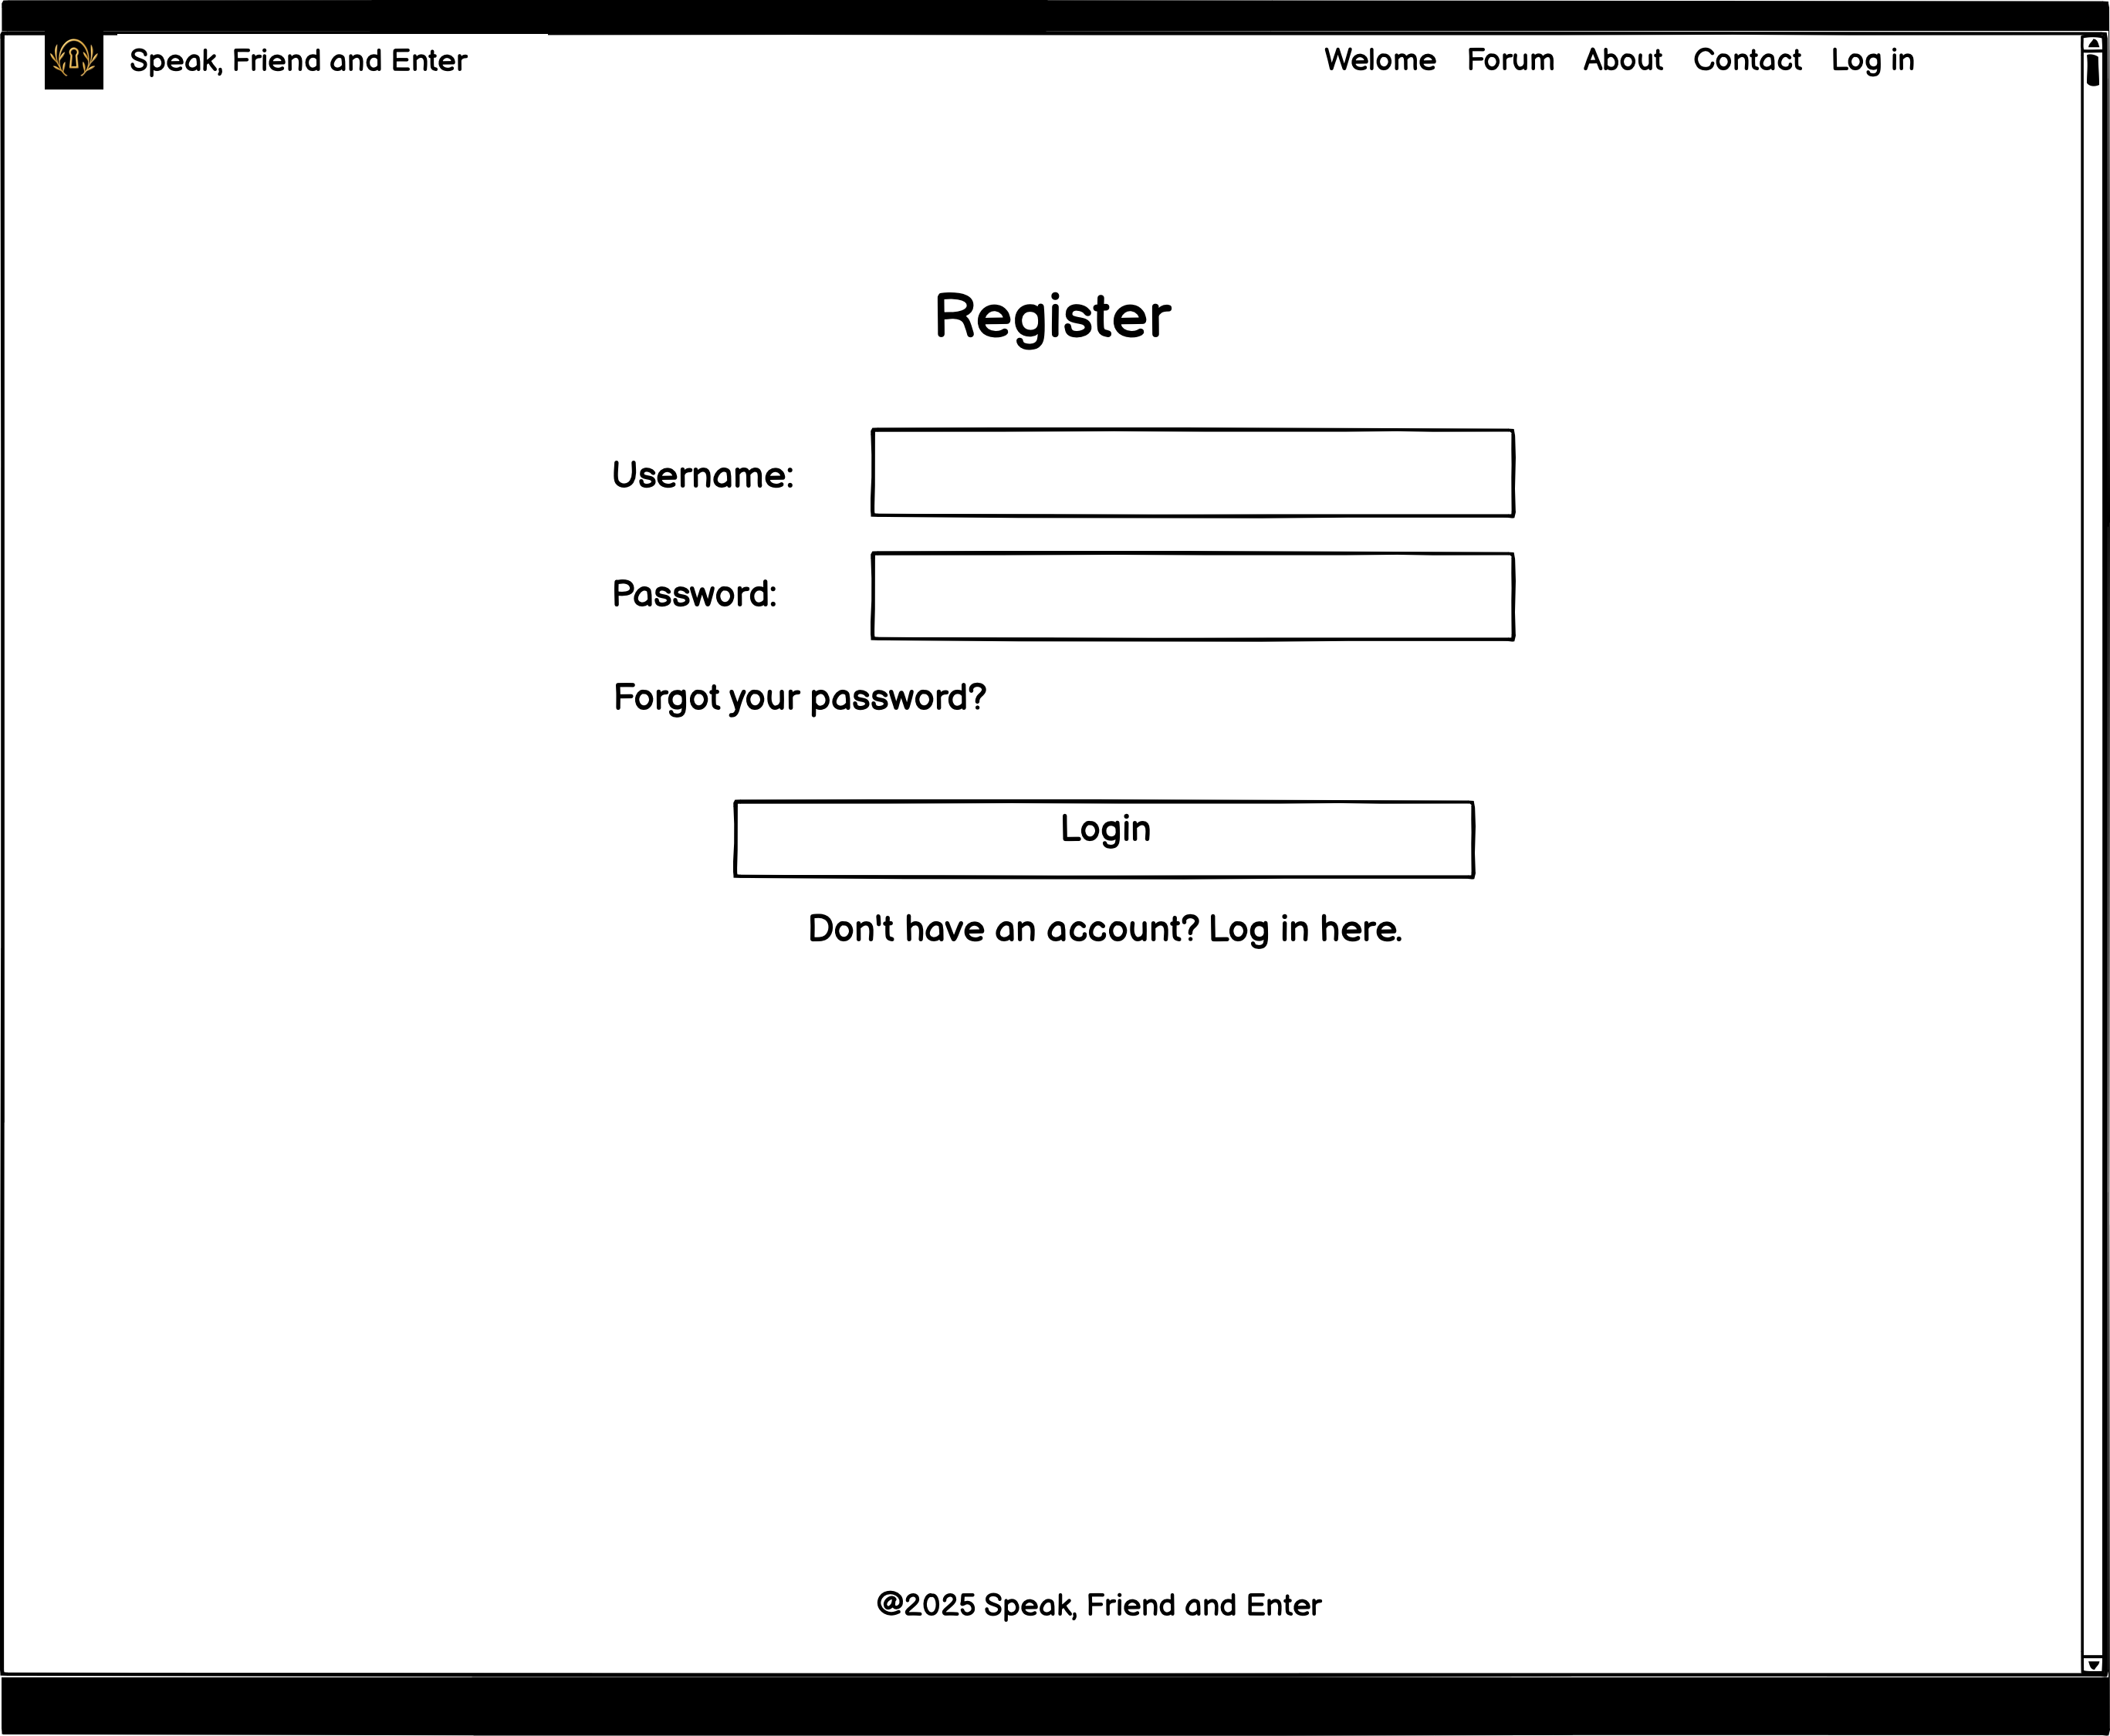 Speak, Friend and Enter
Welome Forum About Contact Log in
Register
Username:
Password:
Forgot your password?
Login
Don't have an account? Log in here.
@2025 Speak, Friend and Enter